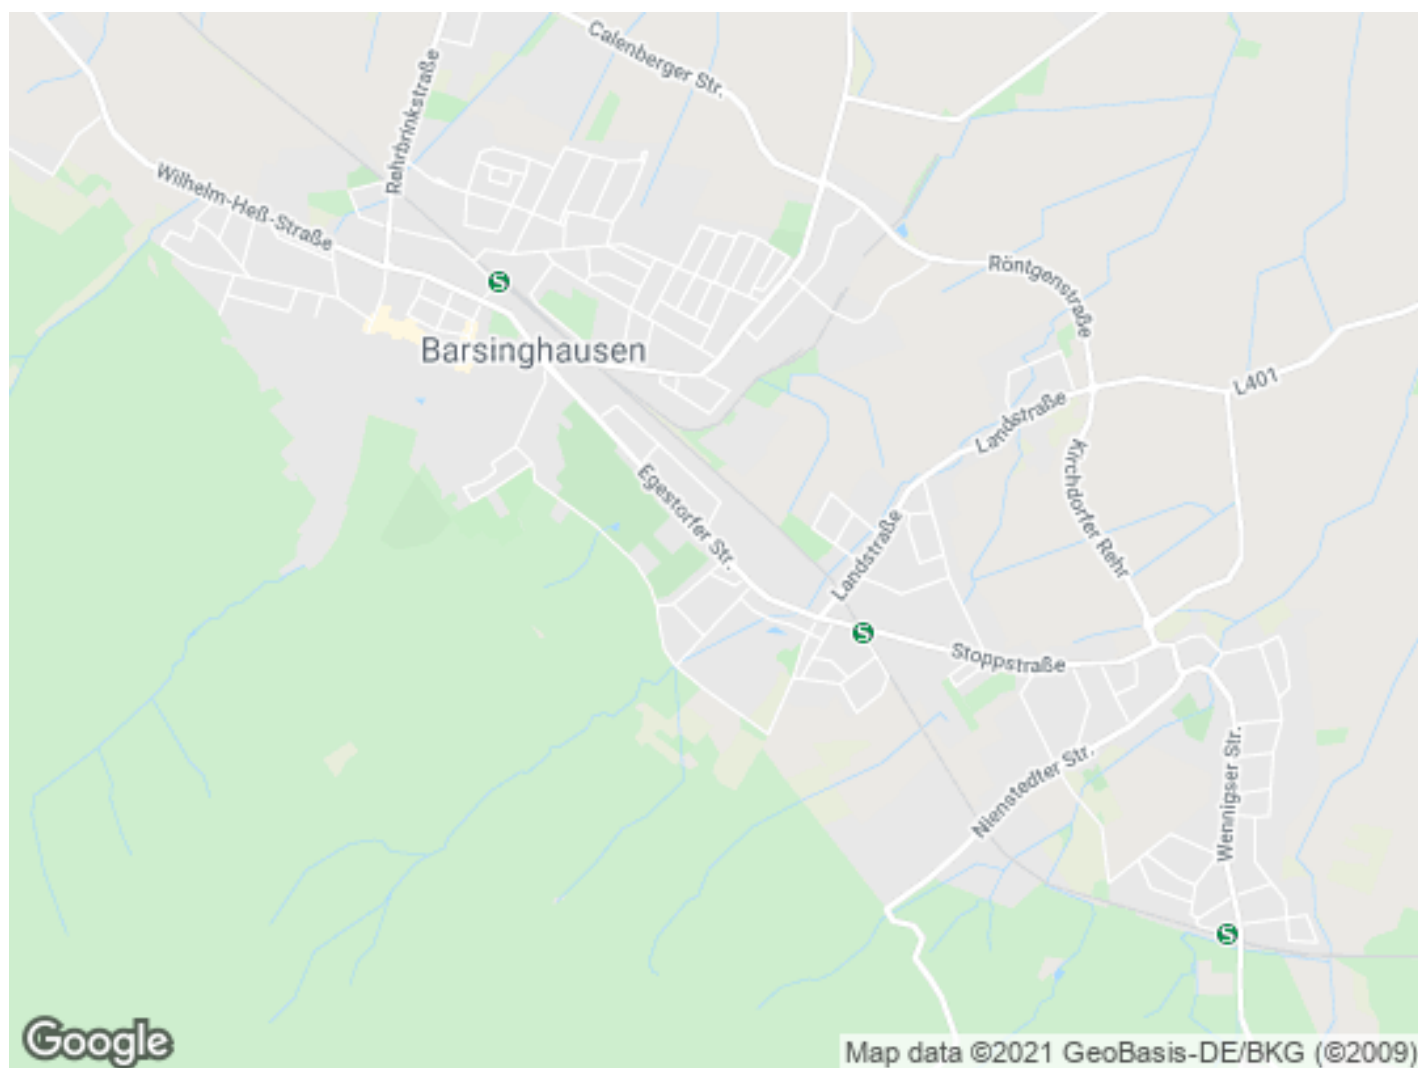 Calenberger Str.
Rehrbrinkstraße
Wilhelm-Heß-Straße
S
Röntgenstraße
Barsinghausen
L401
Landstraße
Kirchdorfer Rehr
Egestorfer Str.
Landstraße
S
Stoppstraße
Nienstedter Str.
Wennigser Str.
S
Google
Map data ©2021 GeoBasis-DE/BKG (©2009)